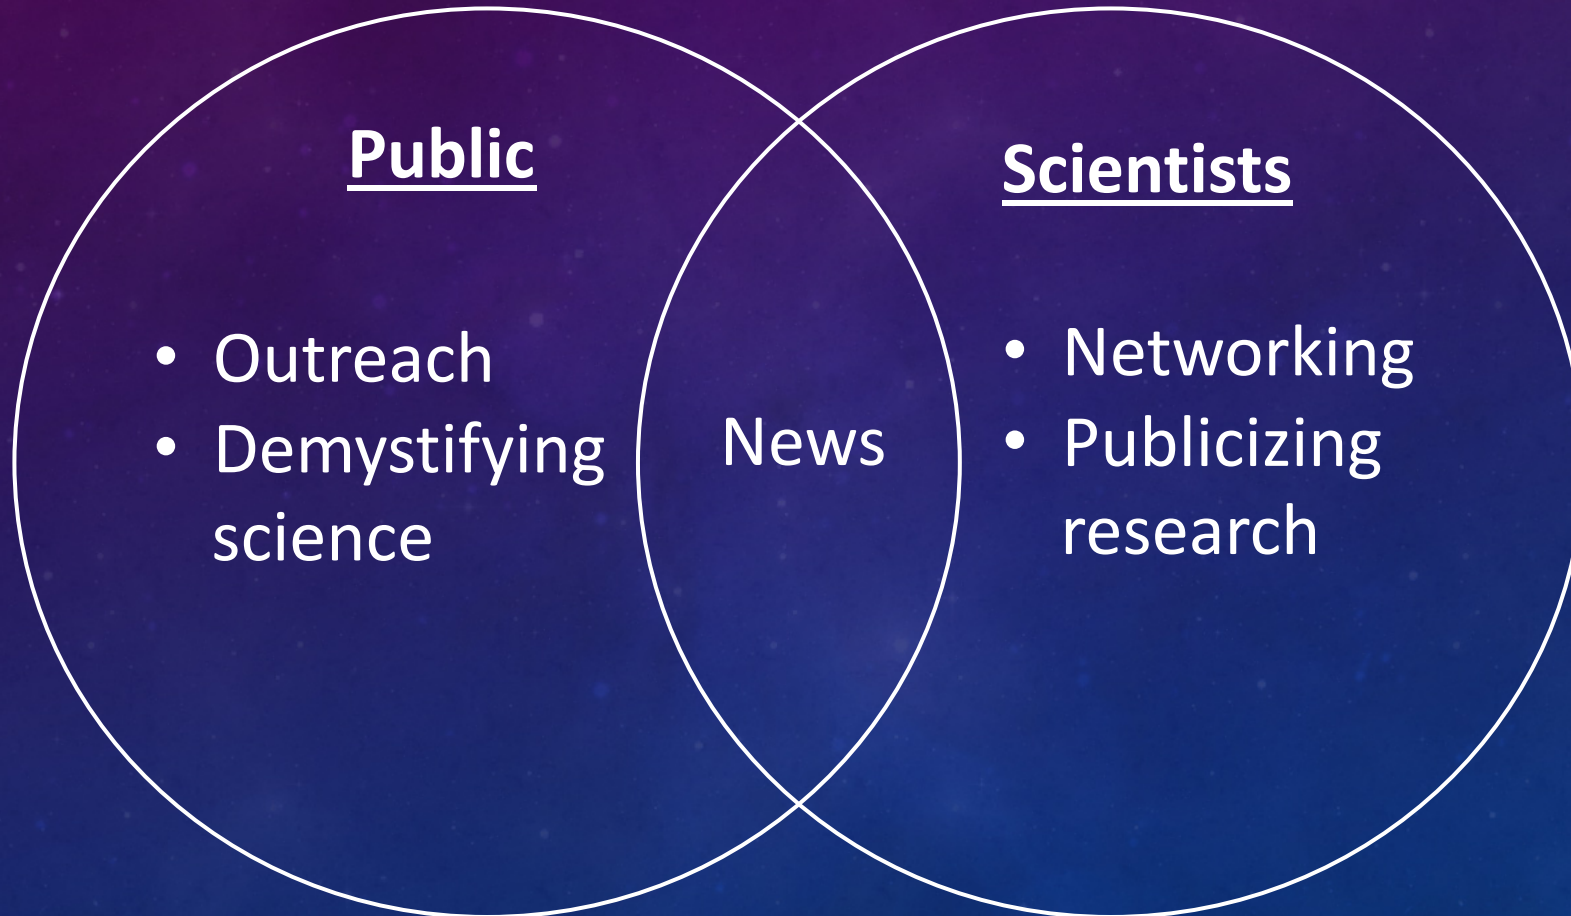 Public
• Outreach
• Demystifying
science
News
Scientists
• Networking
• Publicizing
research